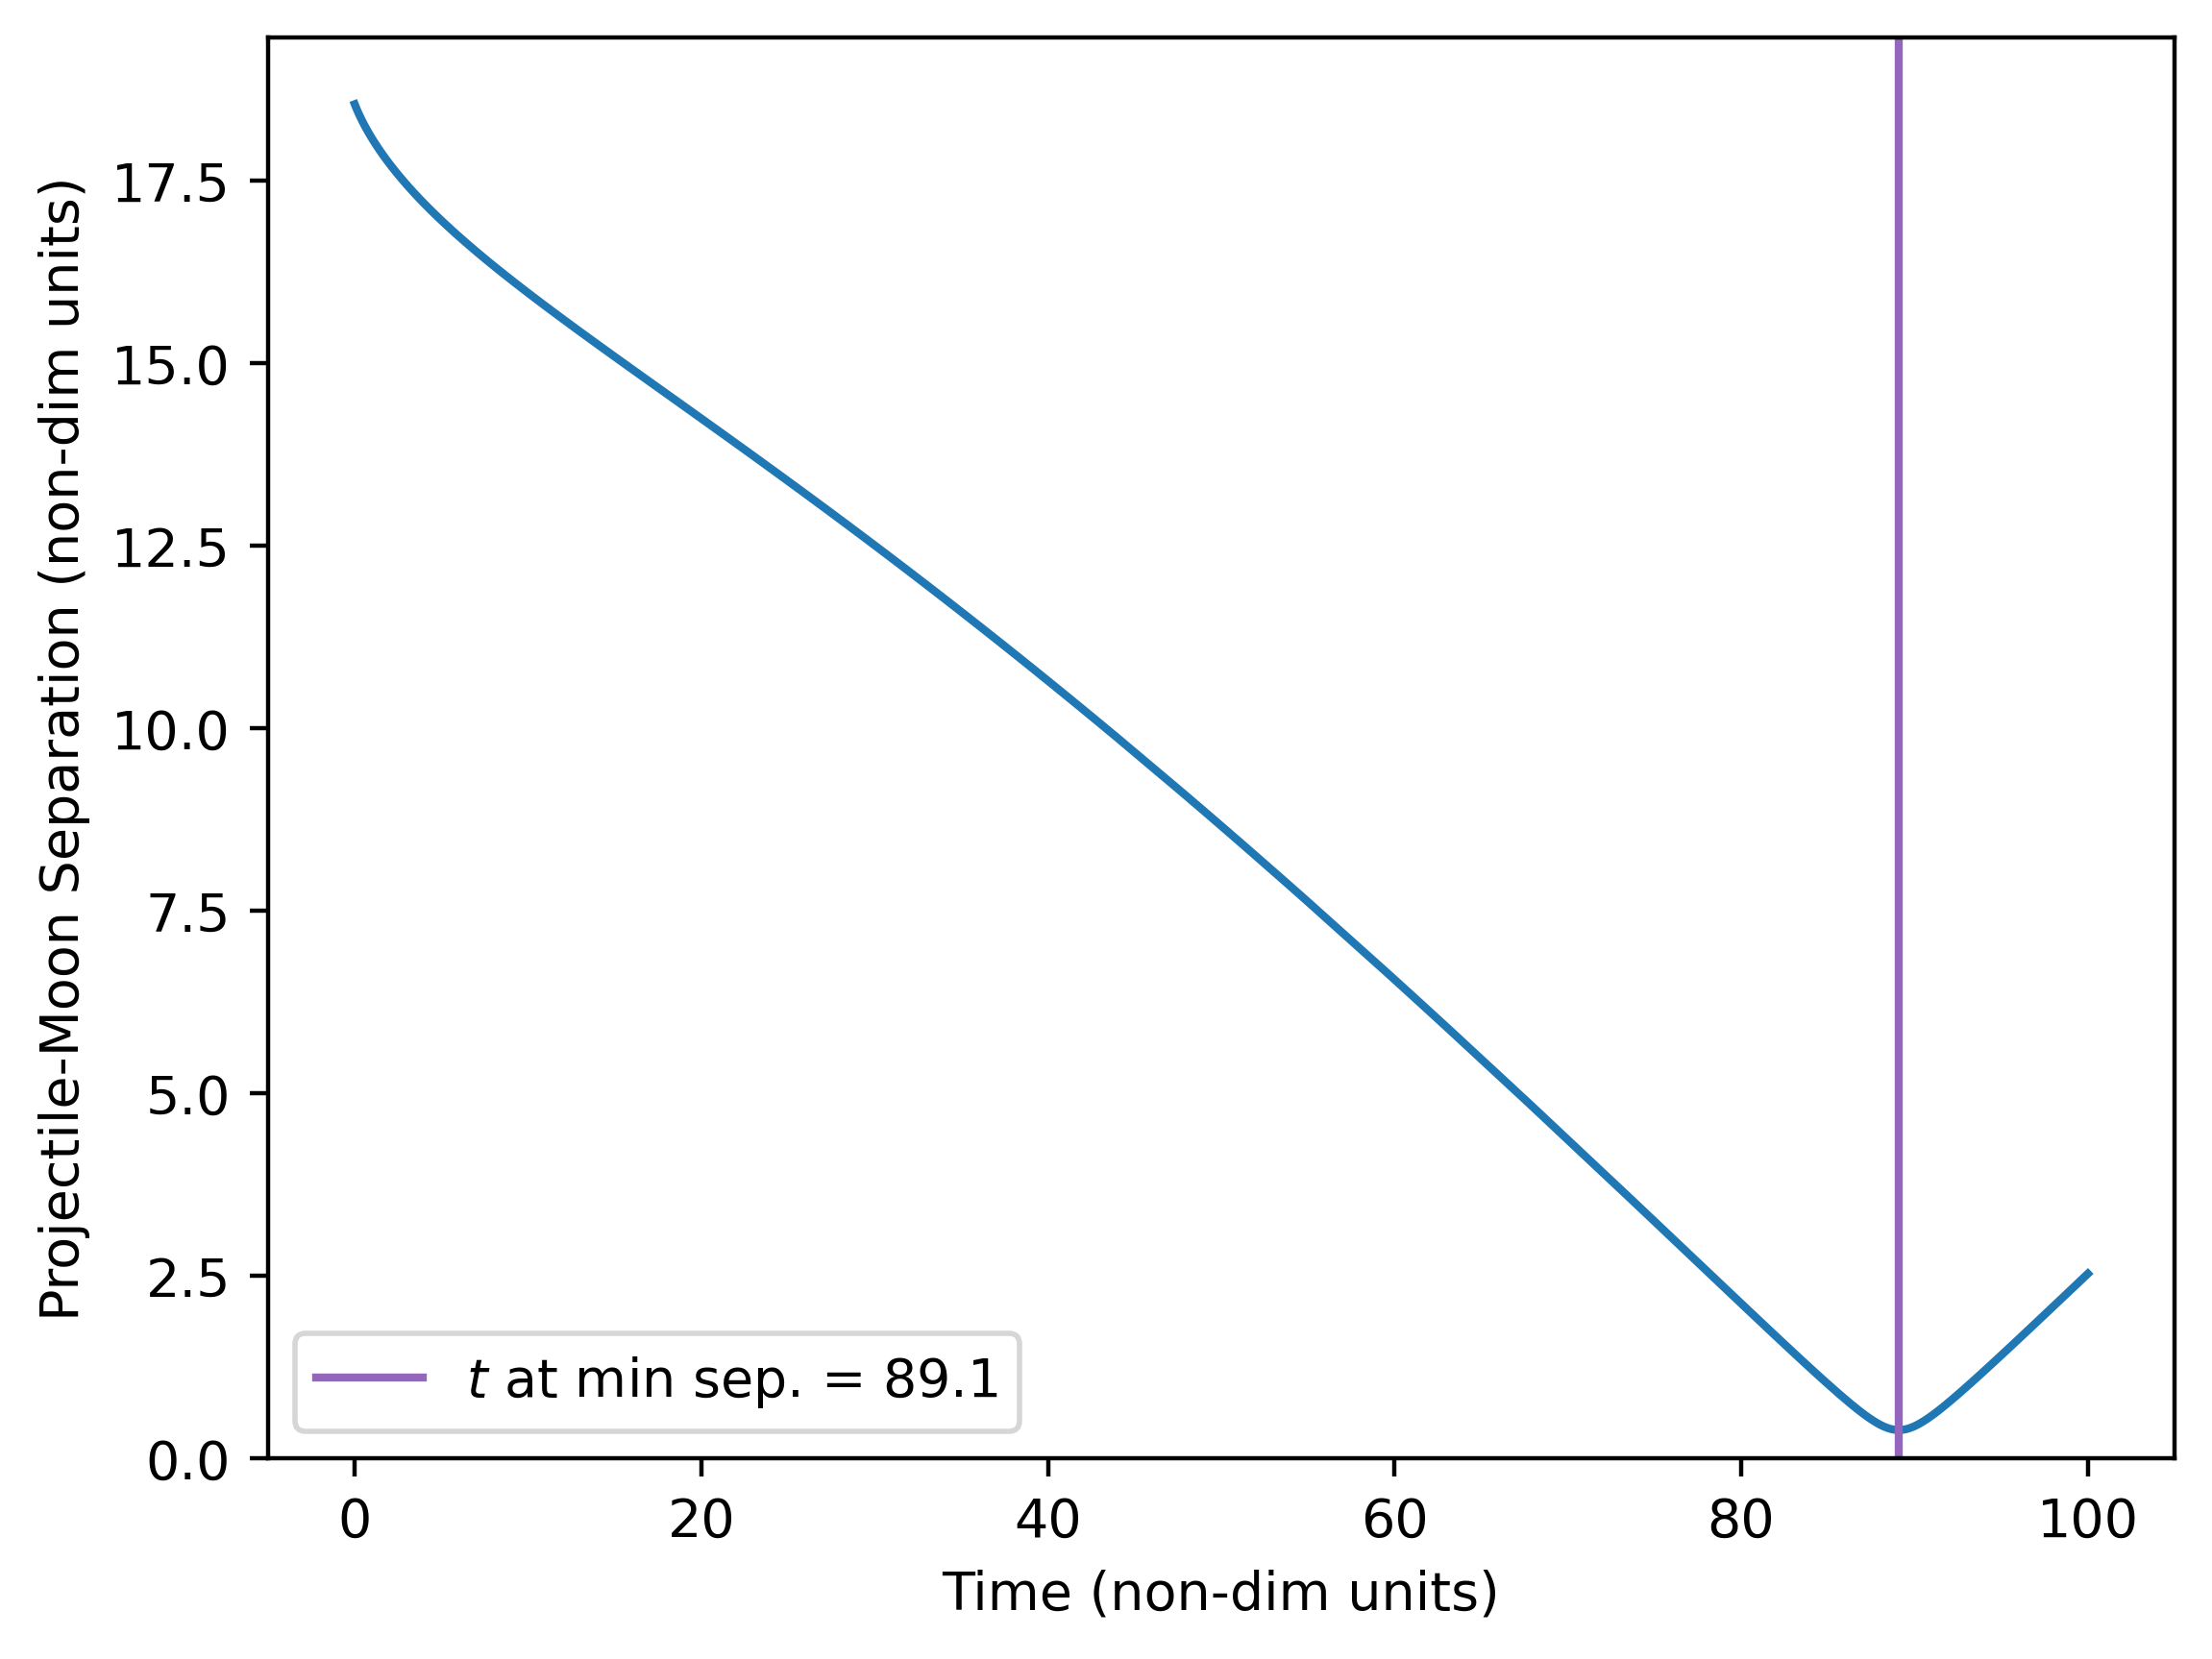 Projectile-Moon Separation (non-dim units)
17.5
15.0
12.5
10.0
7.5
5.0
2.5
0.0
t at min sep. = 89.1
0 20 40 60 80 100
Time (non-dim units)